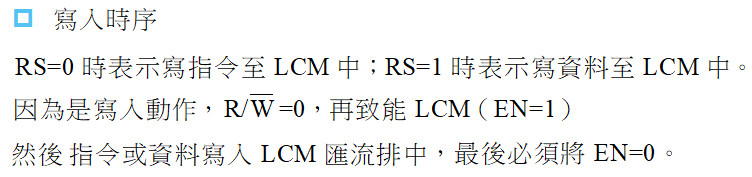 寫入時序
RS=0 時表示寫指令至 LCM 中；RS=1 時表示寫資料至 LCM 中。
因為是寫入動作，R/W̅ =0，再致能 LCM（EN=1）
然後 指令或資料寫入 LCM 匯流排中，最後必須將 EN=0。